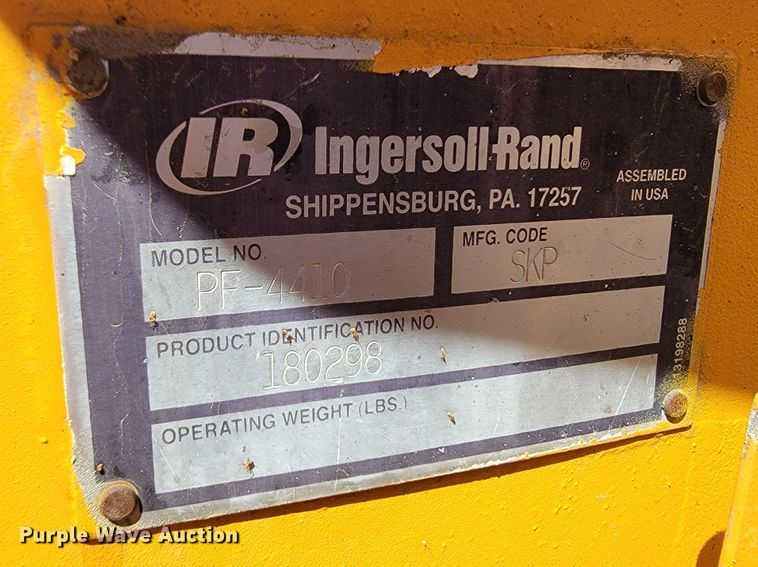 IR Ingersoll-Rand®
SHIPPENSBURG, PA. 17257
ASSEMBLED
IN USA
MODEL NO.
PF-4410
MFG. CODE
SKP
PRODUCT IDENTIFICATION NO.
180298
OPERATING WEIGHT (LBS.)
13198288
Purple Wave Auction